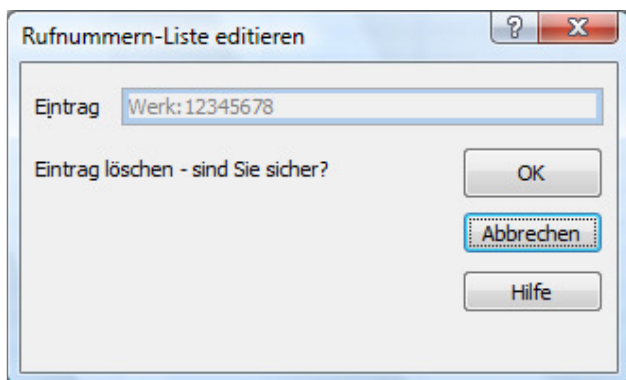 Rufnummern-Liste editieren
Eintrag Werk:12345678
Eintrag löschen - sind Sie sicher?
OK
Abbrechen
Hilfe